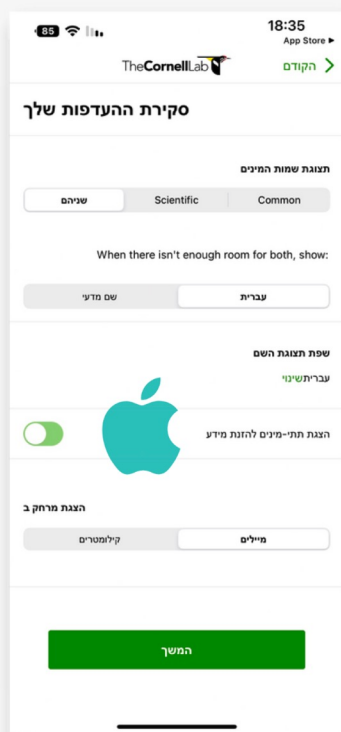 18:35
85
App Store ▶
הקודם
TheCornellLab
סקירת ההעדפות שלך
תצוגת שמות המינים
Common
Scientific
שניהם
When there isn't enough room for both, show:
עברית
שם מדעי
שפת תצוגת השם
עבריתשינוי
הצגת תתי-מינים להזנת מידע
הצגת מרחק ב
מיילים
קילומטרים
המשך